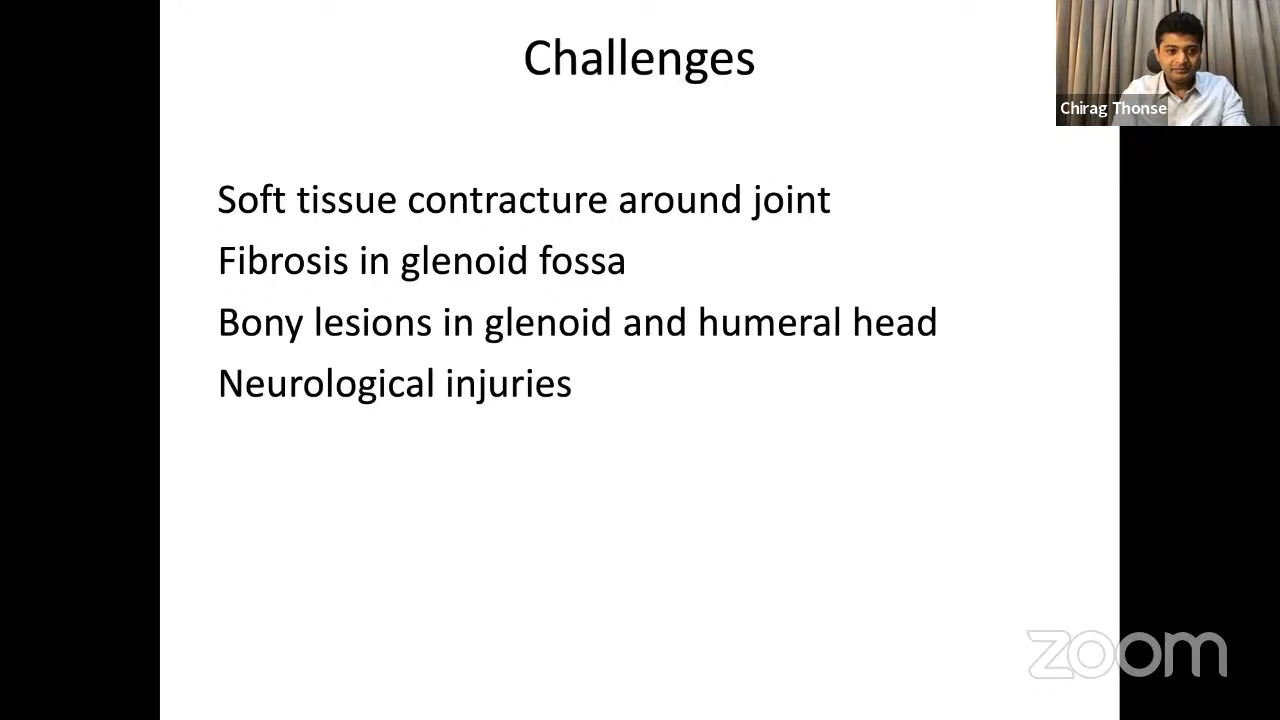 Challenges
Chirag Thonse
Soft tissue contracture around joint
Fibrosis in glenoid fossa
Bony lesions in glenoid and humeral head
Neurological injuries
zoom